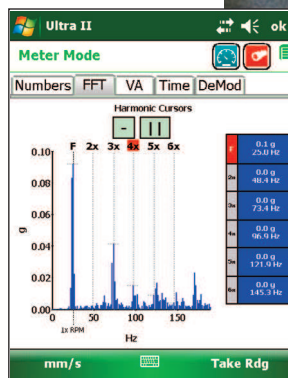 Ultra II ok
Meter Mode
Numbers FFT VA Time DeMod
Harmonic Cursors
- ||
F 2x 3x 4x 5x 6x
0.10
0.08
0.06
0.04
0.02
0.00
g
0 50 100 150
1x RPM
Hz
F 0.1 g
25.0 Hz
2x 0.0 g
48.4 Hz
3x 0.0 g
73.4 Hz
4x 0.0 g
96.9 Hz
5x 0.0 g
121.9 Hz
6x 0.0 g
145.3 Hz
mm/s Take Rdg